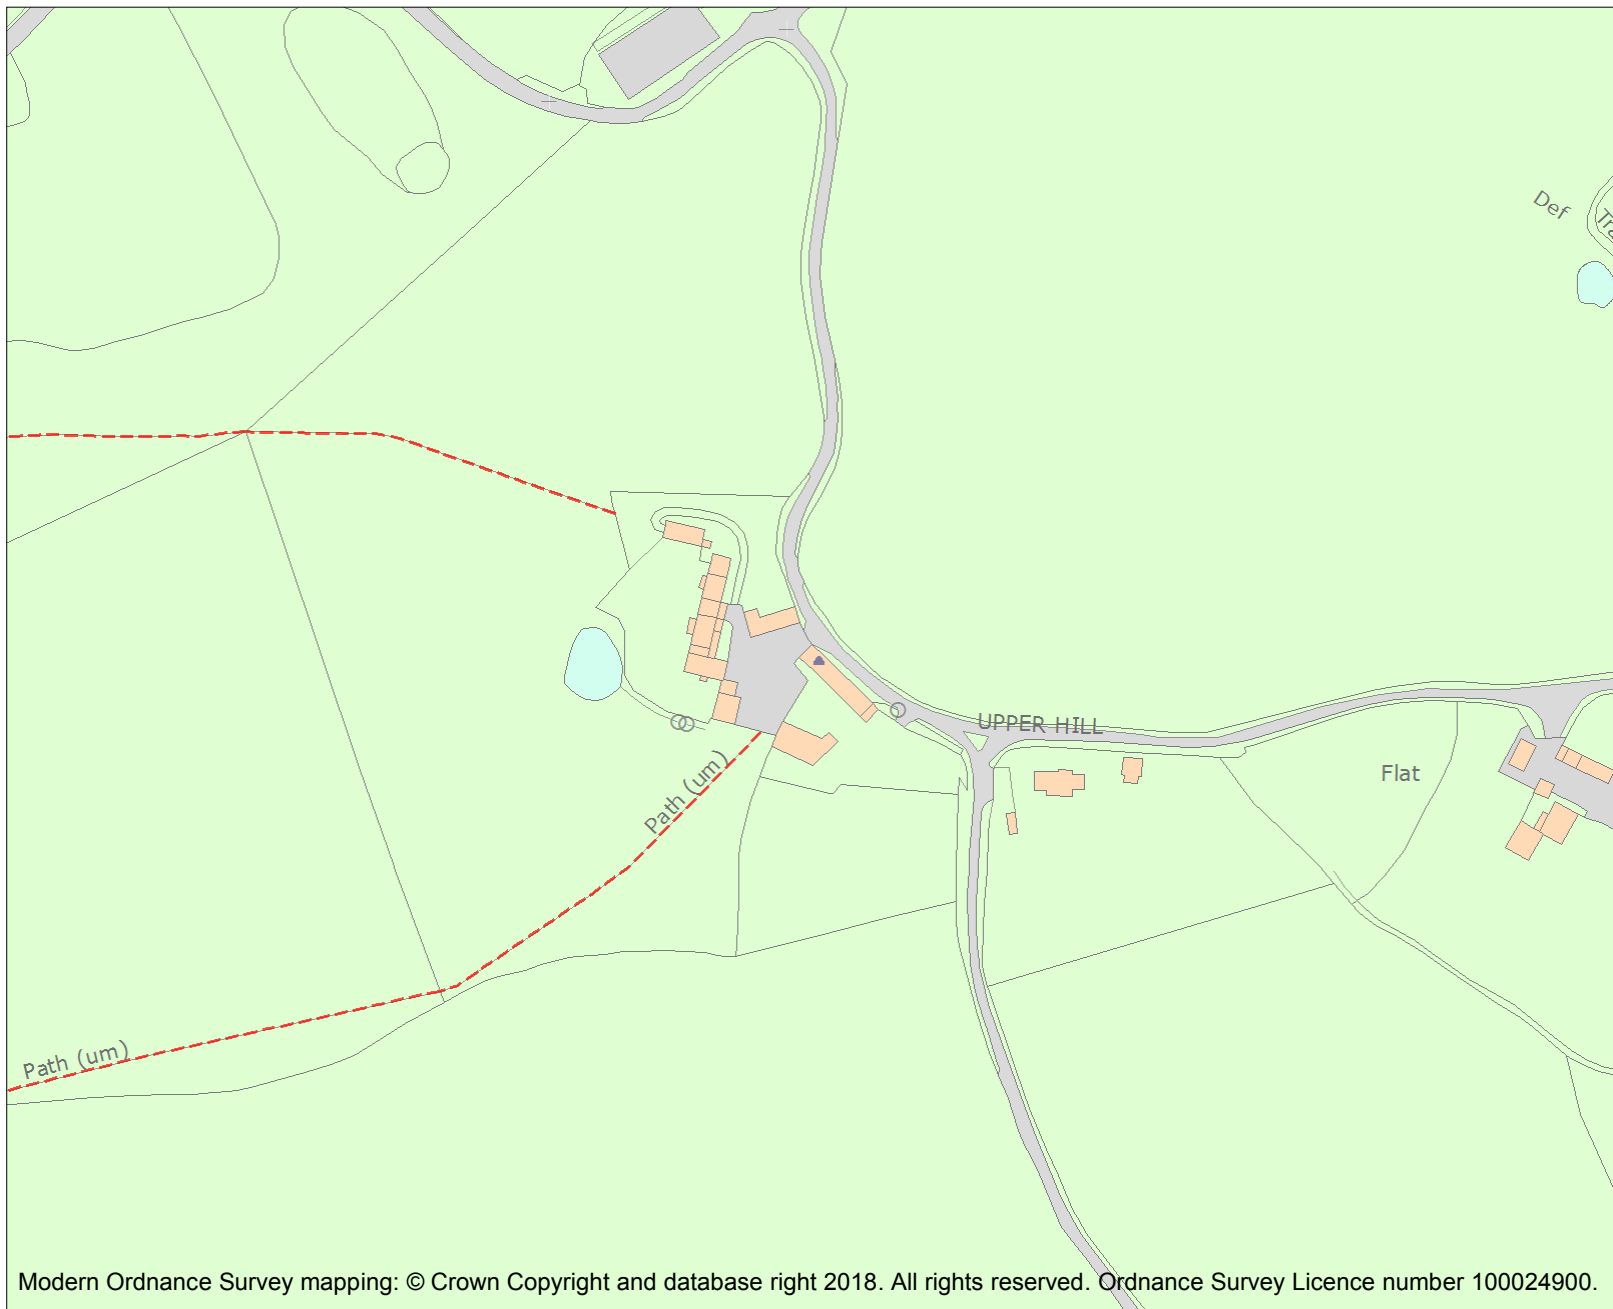 Def
UPPER HILL
Flat
Path (um)
Path (um)
Modern Ordnance Survey mapping: © Crown Copyright and database right 2018. All rights reserved. Ordnance Survey Licence number 100024900.